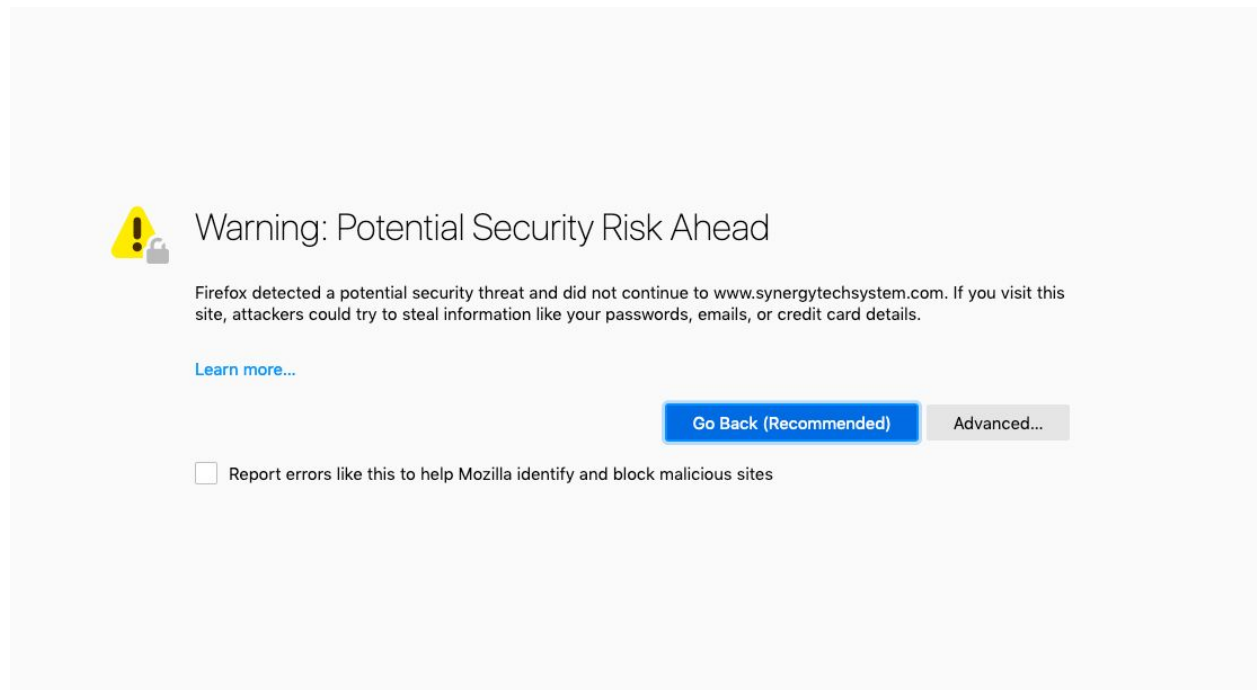 Warning: Potential Security Risk Ahead
Firefox detected a potential security threat and did not continue to www.synergytechsystem.com. If you visit this
site, attackers could try to steal information like your passwords, emails, or credit card details.
Learn more...
Go Back (Recommended)
Advanced...
Report errors like this to help Mozilla identify and block malicious sites